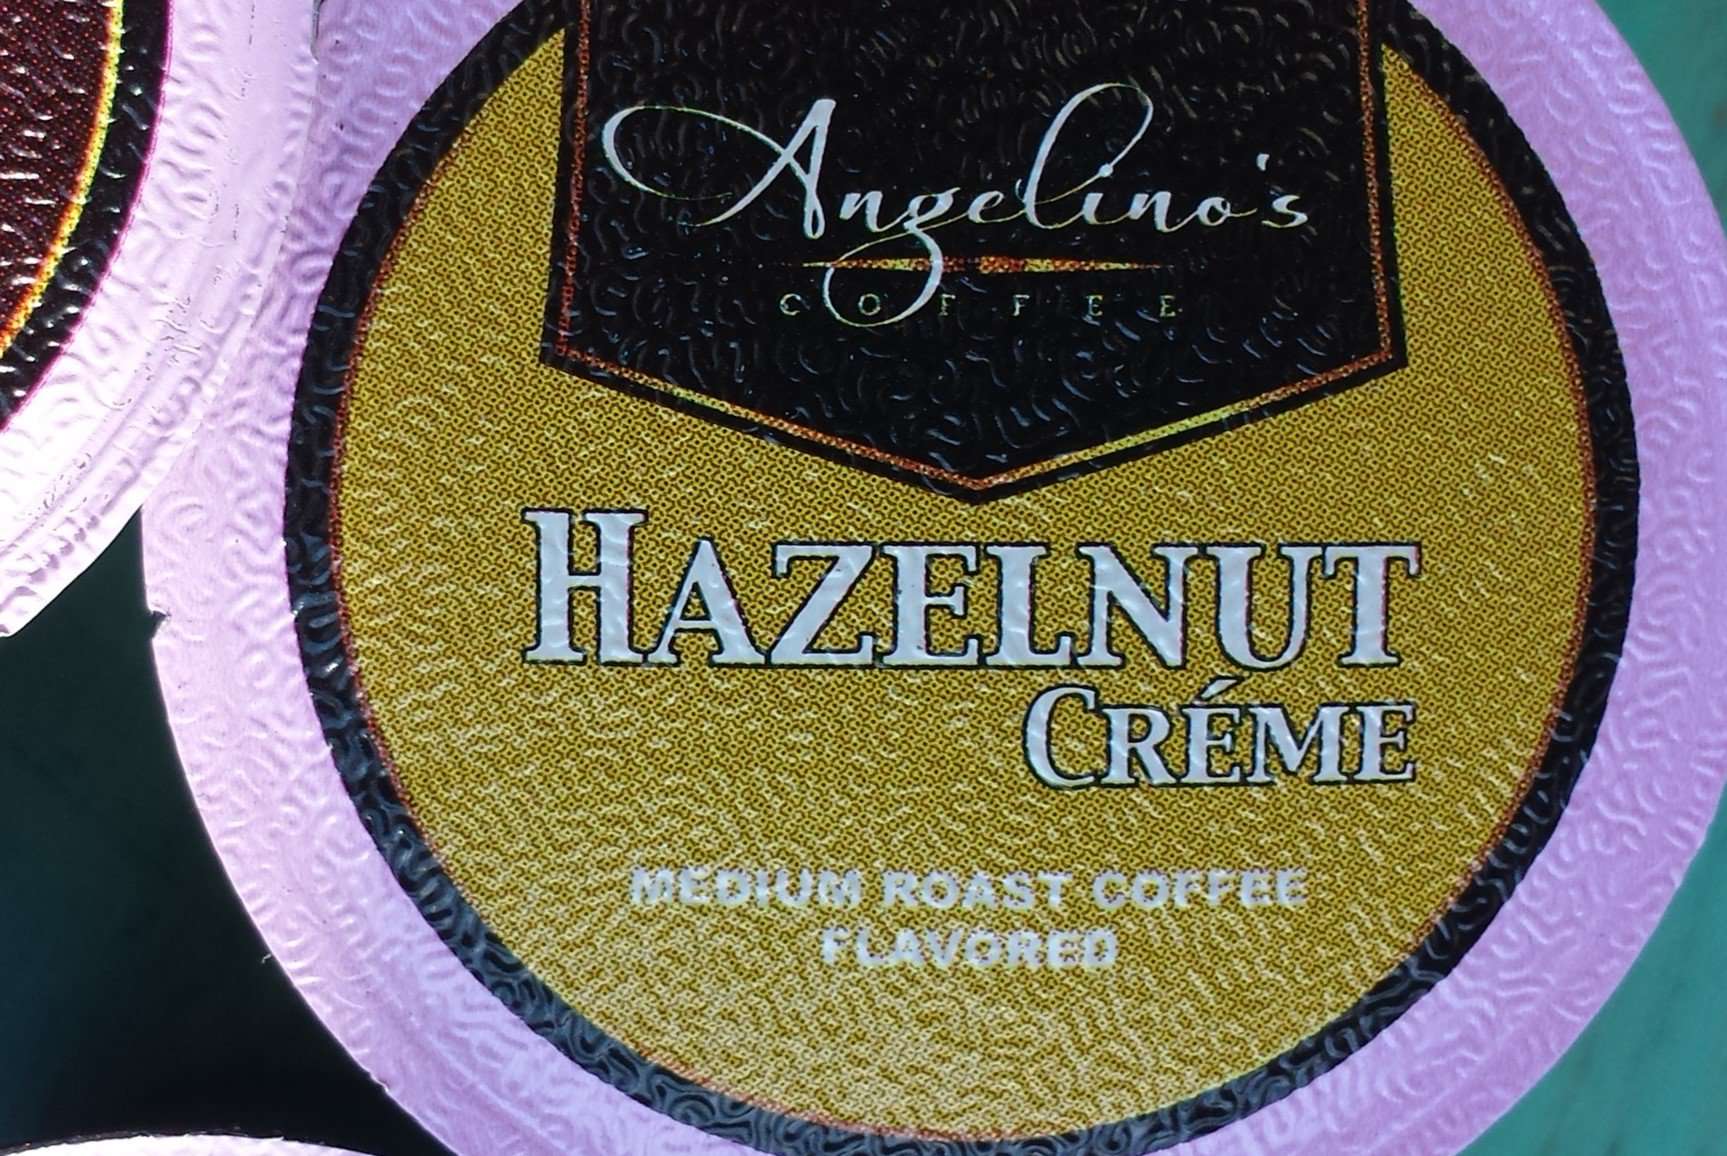 Angelino's
COFFEE
HAZELNUT
CRÉME
MEDIUM ROAST COFFEE
FLAVORED